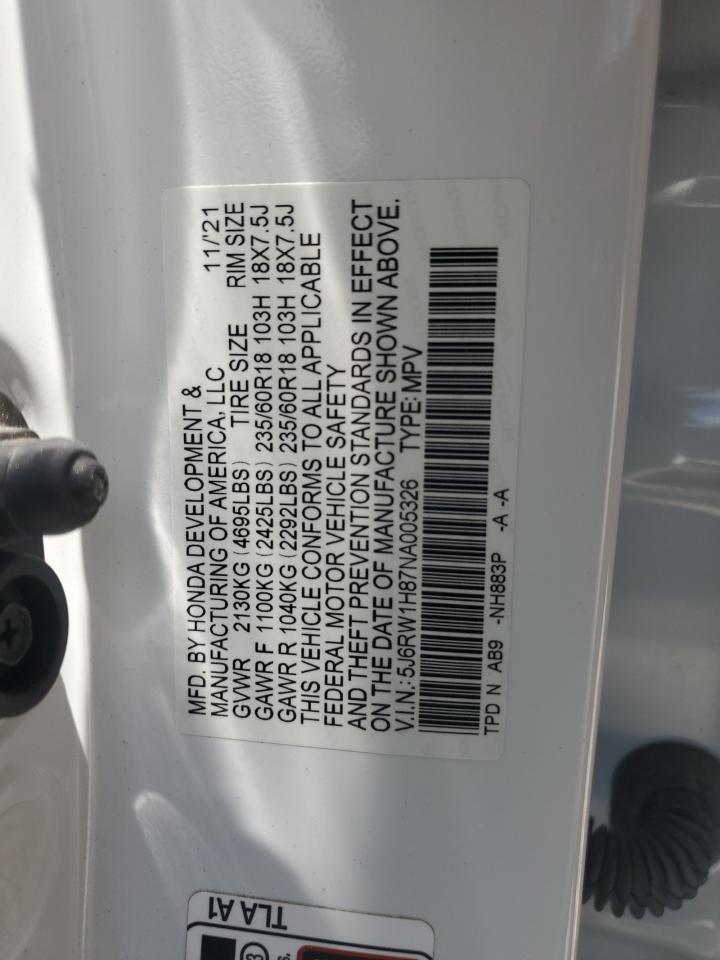 MFD. BY HONDA DEVELOPMENT &
MANUFACTURING OF AMERICA, LLC 11/'21
GVWR 2130KG (4695LBS) TIRE SIZE RIM SIZE
GAWR F 1100KG (2425LBS) 235/60R18 103H 18X7.5J
GAWR R 1040KG (2292LBS) 235/60R18 103H 18X7.5J
THIS VEHICLE CONFORMS TO ALL APPLICABLE
FEDERAL MOTOR VEHICLE SAFETY
AND THEFT PREVENTION STANDARDS IN EFFECT
ON THE DATE OF MANUFACTURE SHOWN ABOVE.
V.I.N.: 5J6RW1H87NA005326 TYPE: MPV
TPD N AB9 -NH883P -A -A
TLA A1
3